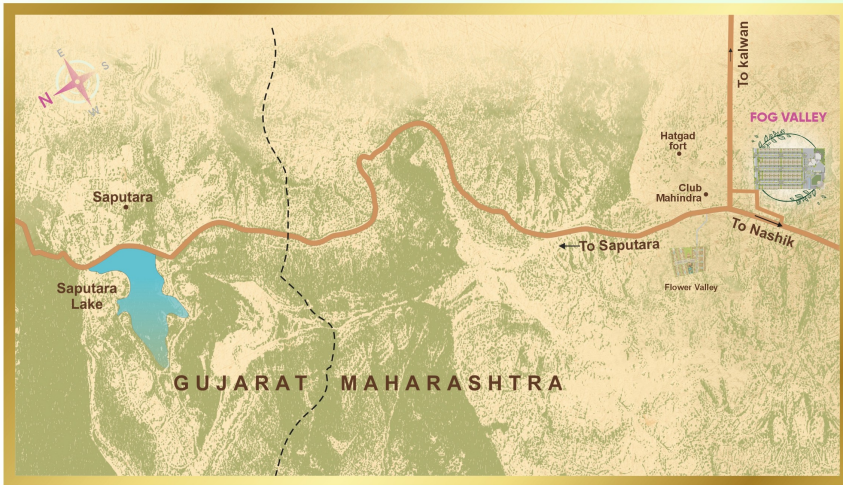 E
S
N
W
To kalwan
FOG VALLEY
Hatgad
fort
Club
Mahindra
Saputara
To Nashik
To Saputara
Saputara
Lake
Flower Valley
GUJARAT
MAHARASHTRA